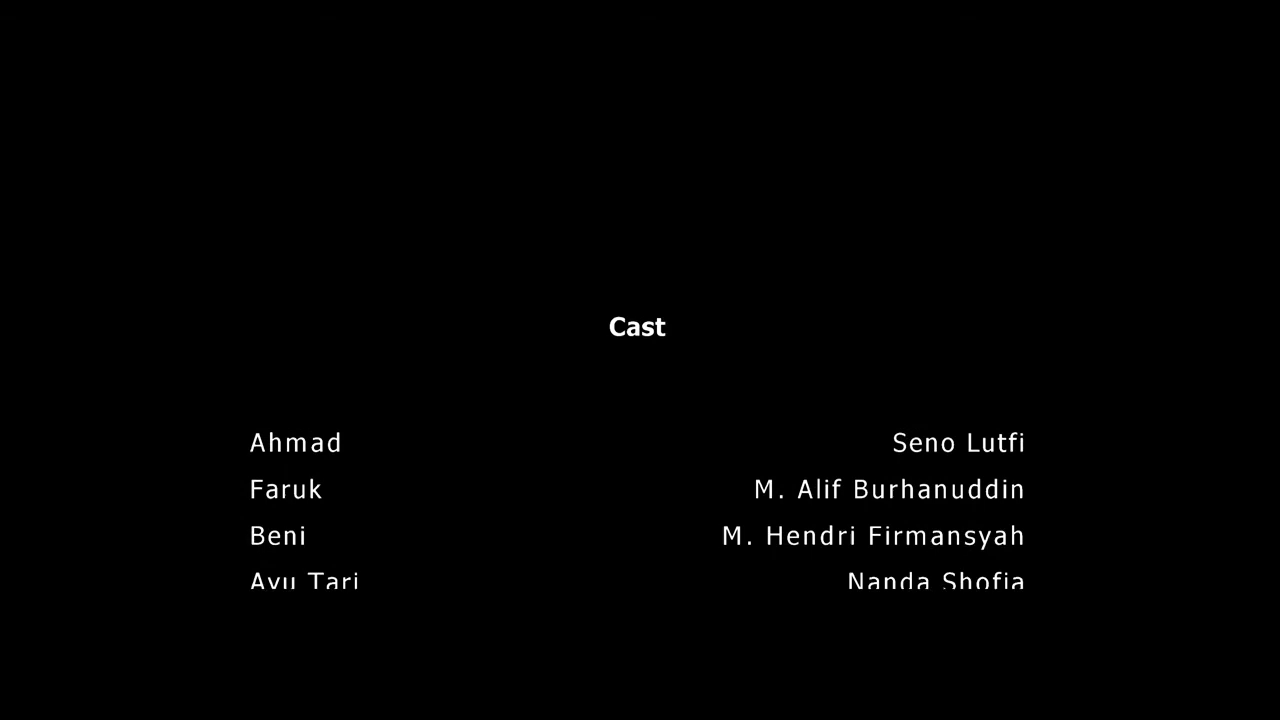 Cast
Ahmad Seno Lutfi
Faruk M. Alif Burhanuddin
Beni M. Hendri Firmansyah
Ayu Tari Nanda Shofia